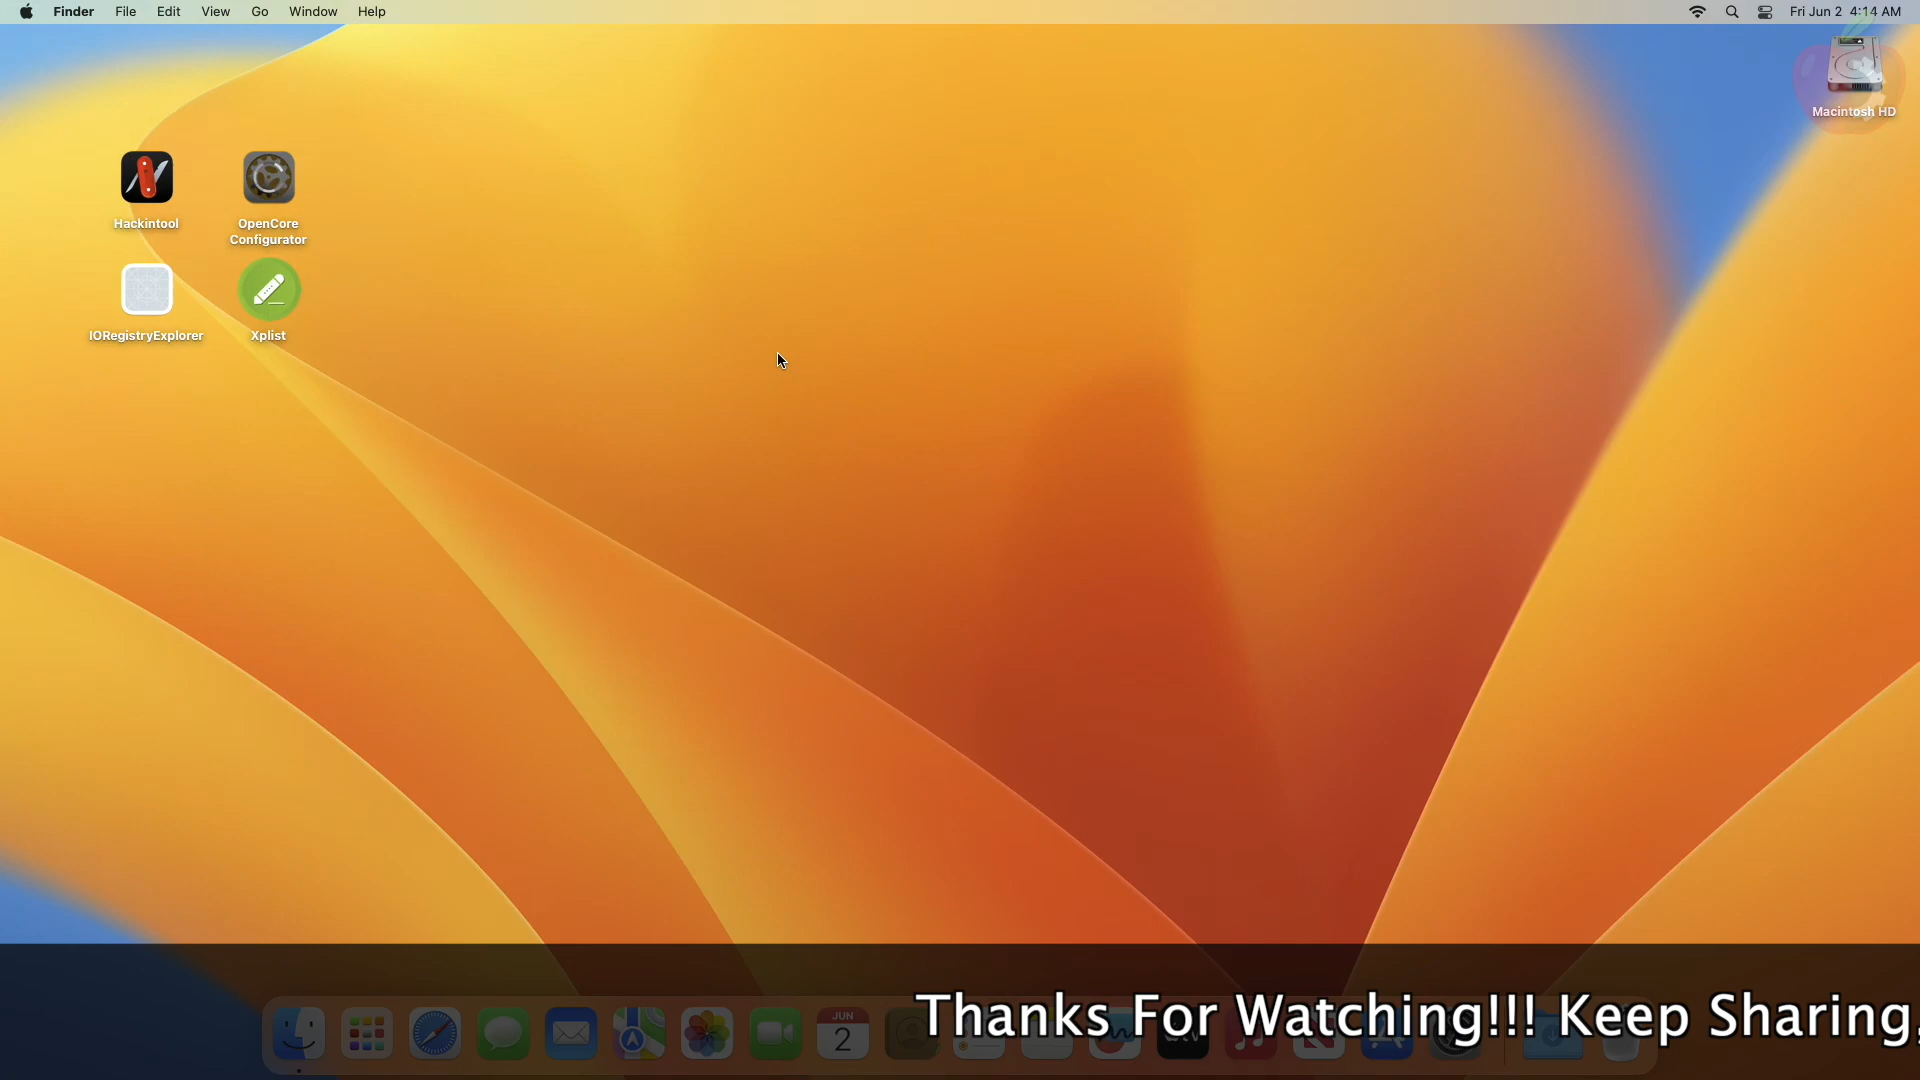 Finder File Edit View Go Window Help Fri Jun 2 4:14 AM
Macintosh HD
Hackintool
OpenCore
Configurator
IORegistryExplorer
Xplist
JUN
2
Thanks For Watching!!! Keep Sharing,